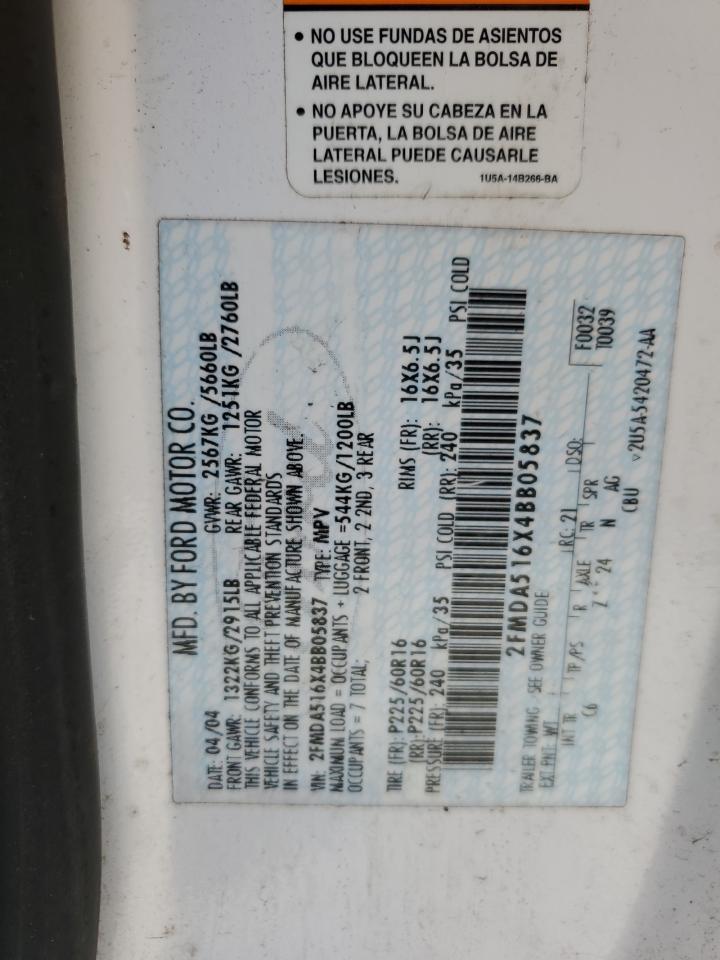 • NO USE FUNDAS DE ASIENTOS
QUE BLOQUEEN LA BOLSA DE
AIRE LATERAL.
• NO APOYE SU CABEZA EN LA
PUERTA, LA BOLSA DE AIRE
LATERAL PUEDE CAUSARLE
LESIONES. 1U5A-14B266-BA
MFD. BY FORD MOTOR CO.
DATE: 04/04 GVWR: 2567KG/5660LB
FRONT GAWR: 1322KG/2915LB REAR GAWR: 1251KG/2760LB
THIS VEHICLE CONFORMS TO ALL APPLICABLE FEDERAL MOTOR
VEHICLE SAFETY AND THEFT PREVENTION STANDARDS
IN EFFECT ON THE DATE OF MANUFACTURE SHOWN ABOVE.
VIN: 2FMDA516X4BB05837 TYPE: MPV
MAXIMUM LOAD = OCCUPANTS + LUGGAGE =544KG/1200LB
OCCUPANTS = 7 TOTAL; 2 FRONT, 2 2ND, 3 REAR
TIRE (FR): P225/60R16 RIMS (FR): 16X6.5J
(RR): P225/60R16 (RR): 16X6.5J
PRESSURE (FR): 240 kPa/35 PSI COLD (RR): 240 kPa/35 PSI COLD
2FMDA516X4BB05837
TRAILER TOWING - SEE OWNER GUIDE
EXT PNT: WT RC: 21 DSO: F0032
INT TR TP/PS R AXLE TR SPR T0039
C6 Z 24 N AG
CBU v2U5A-5420472-AA